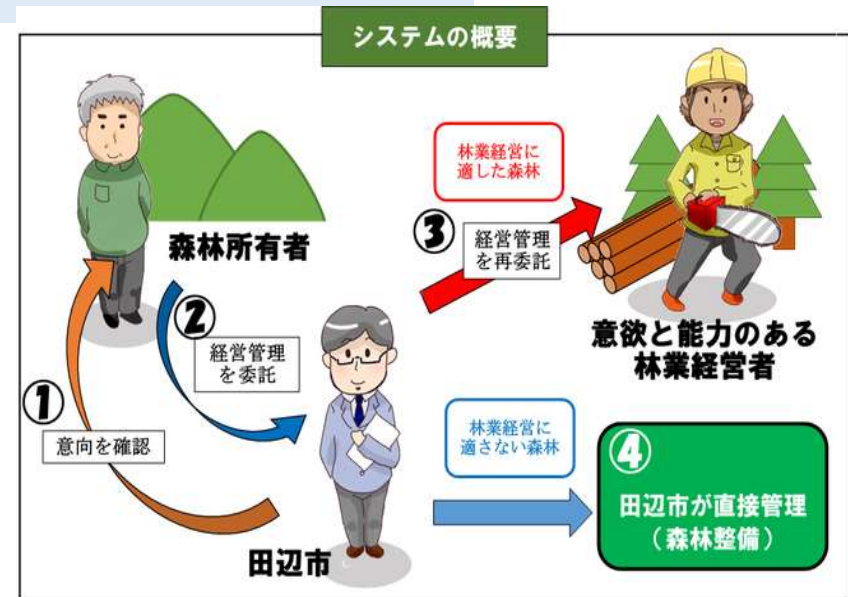 システムの概要
森林所有者
①
意向を確認
②
経営管理
を委託
田辺市
林業経営に
適した森林
③
経営管理
を再委託
意欲と能力のある
林業経営者
林業経営に
適さない森林
④
田辺市が直接管理
（森林整備）